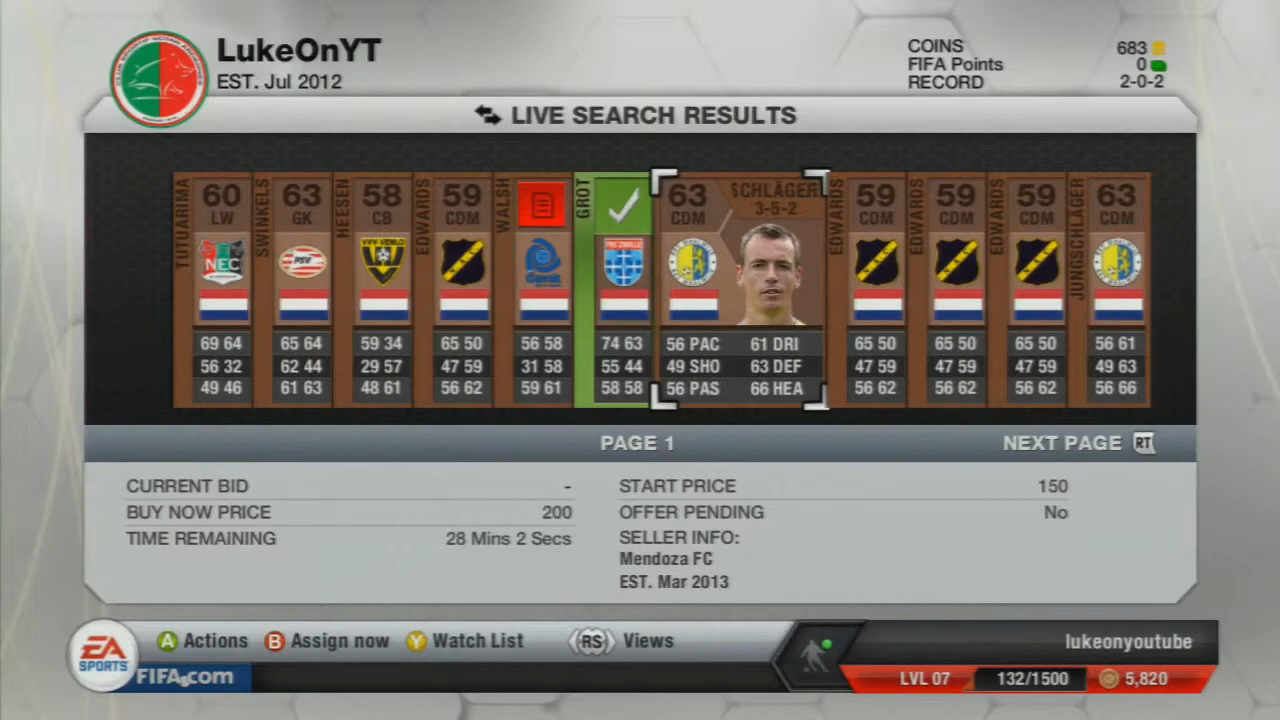 LukeOnYT
EST. Jul 2012
COINS 683
FIFA Points 0
RECORD 2-0-2
LIVE SEARCH RESULTS
TUTUARIMA 60 LW NEC 69 64 56 32 49 46
SWINKELS 63 GK PSV 65 64 62 44 61 63
HEESEN 58 CB VVV-VENLO 59 34 29 57 48 61
EDWARDS 59 CDM 65 50 47 59 56 62
WALSH 56 58 31 58 59 61
GROT PEC ZWOLLE 74 63 55 44 58 58
63 CDM SCHLÄGER 3-5-2
56 PAC 61 DRI
49 SHO 63 DEF
56 PAS 66 HEA
EDWARDS 59 CDM 65 50 47 59 56 62
EDWARDS 59 CDM 65 50 47 59 56 62
EDWARDS 59 CDM 65 50 47 59 56 62
JUNGSCHLÄGER 63 CDM 56 61 49 63 56 66
PAGE 1
NEXT PAGE RT
CURRENT BID -
BUY NOW PRICE 200
TIME REMAINING 28 Mins 2 Secs
START PRICE 150
OFFER PENDING No
SELLER INFO:
Mendoza FC
EST. Mar 2013
EA SPORTS
A Actions B Assign now Y Watch List RS Views
FIFA.com
lukeonyoutube
LVL 07 132/1500 5,820